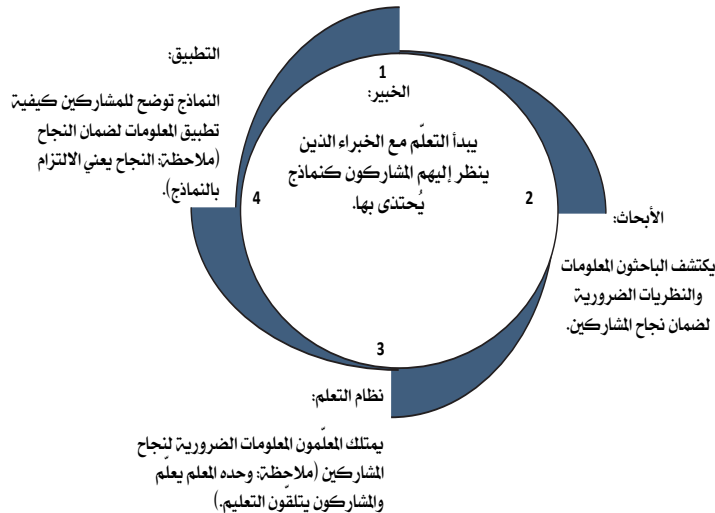 1
الخبير:
يبدأ التعلّم مع الخبراء الذين
ينظر إليهم المشاركون كنماذج
يُحتذى بها.
2
الأبحاث:
يكتشف الباحثون المعلومات
والنظريات الضرورية
لضمان نجاح المشاركين.
3
نظام التعلم:
يمتلك المعلّمون المعلومات الضرورية لنجاح
المشاركين (ملاحظة: وحده المعلم يعلّم
والمشاركون يتلقّون التعليم.)
4
التطبيق:
النماذج توضح للمشاركين كيفية
تطبيق المعلومات لضمان النجاح
(ملاحظة: النجاح يعني الالتزام
بالنماذج).